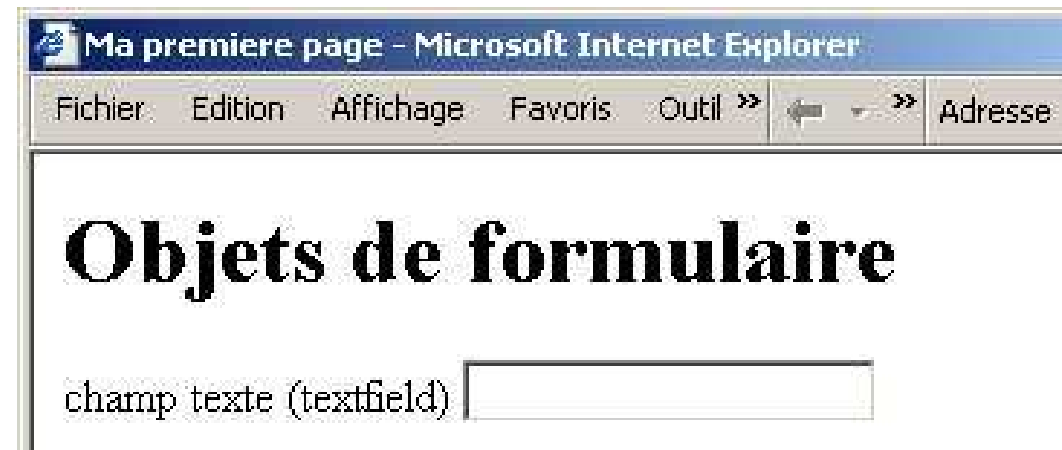 Ma premiere page - Microsoft Internet Explorer
Fichier Edition Affichage Favoris Outil » » Adresse
Objets de formulaire
champ texte (textfield)